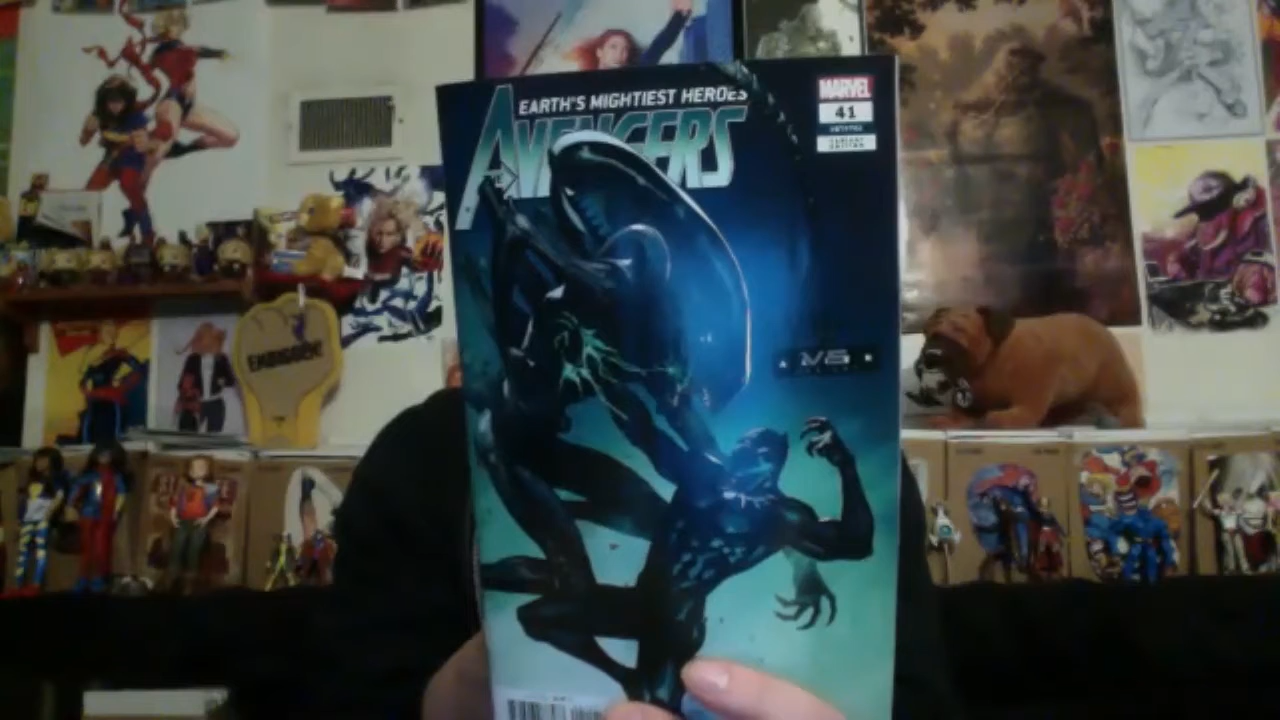 EARTH'S MIGHTIEST HEROES
AVENGERS
MARVEL
41
VARIANT
EDITION
VS
EMBIGGEN!